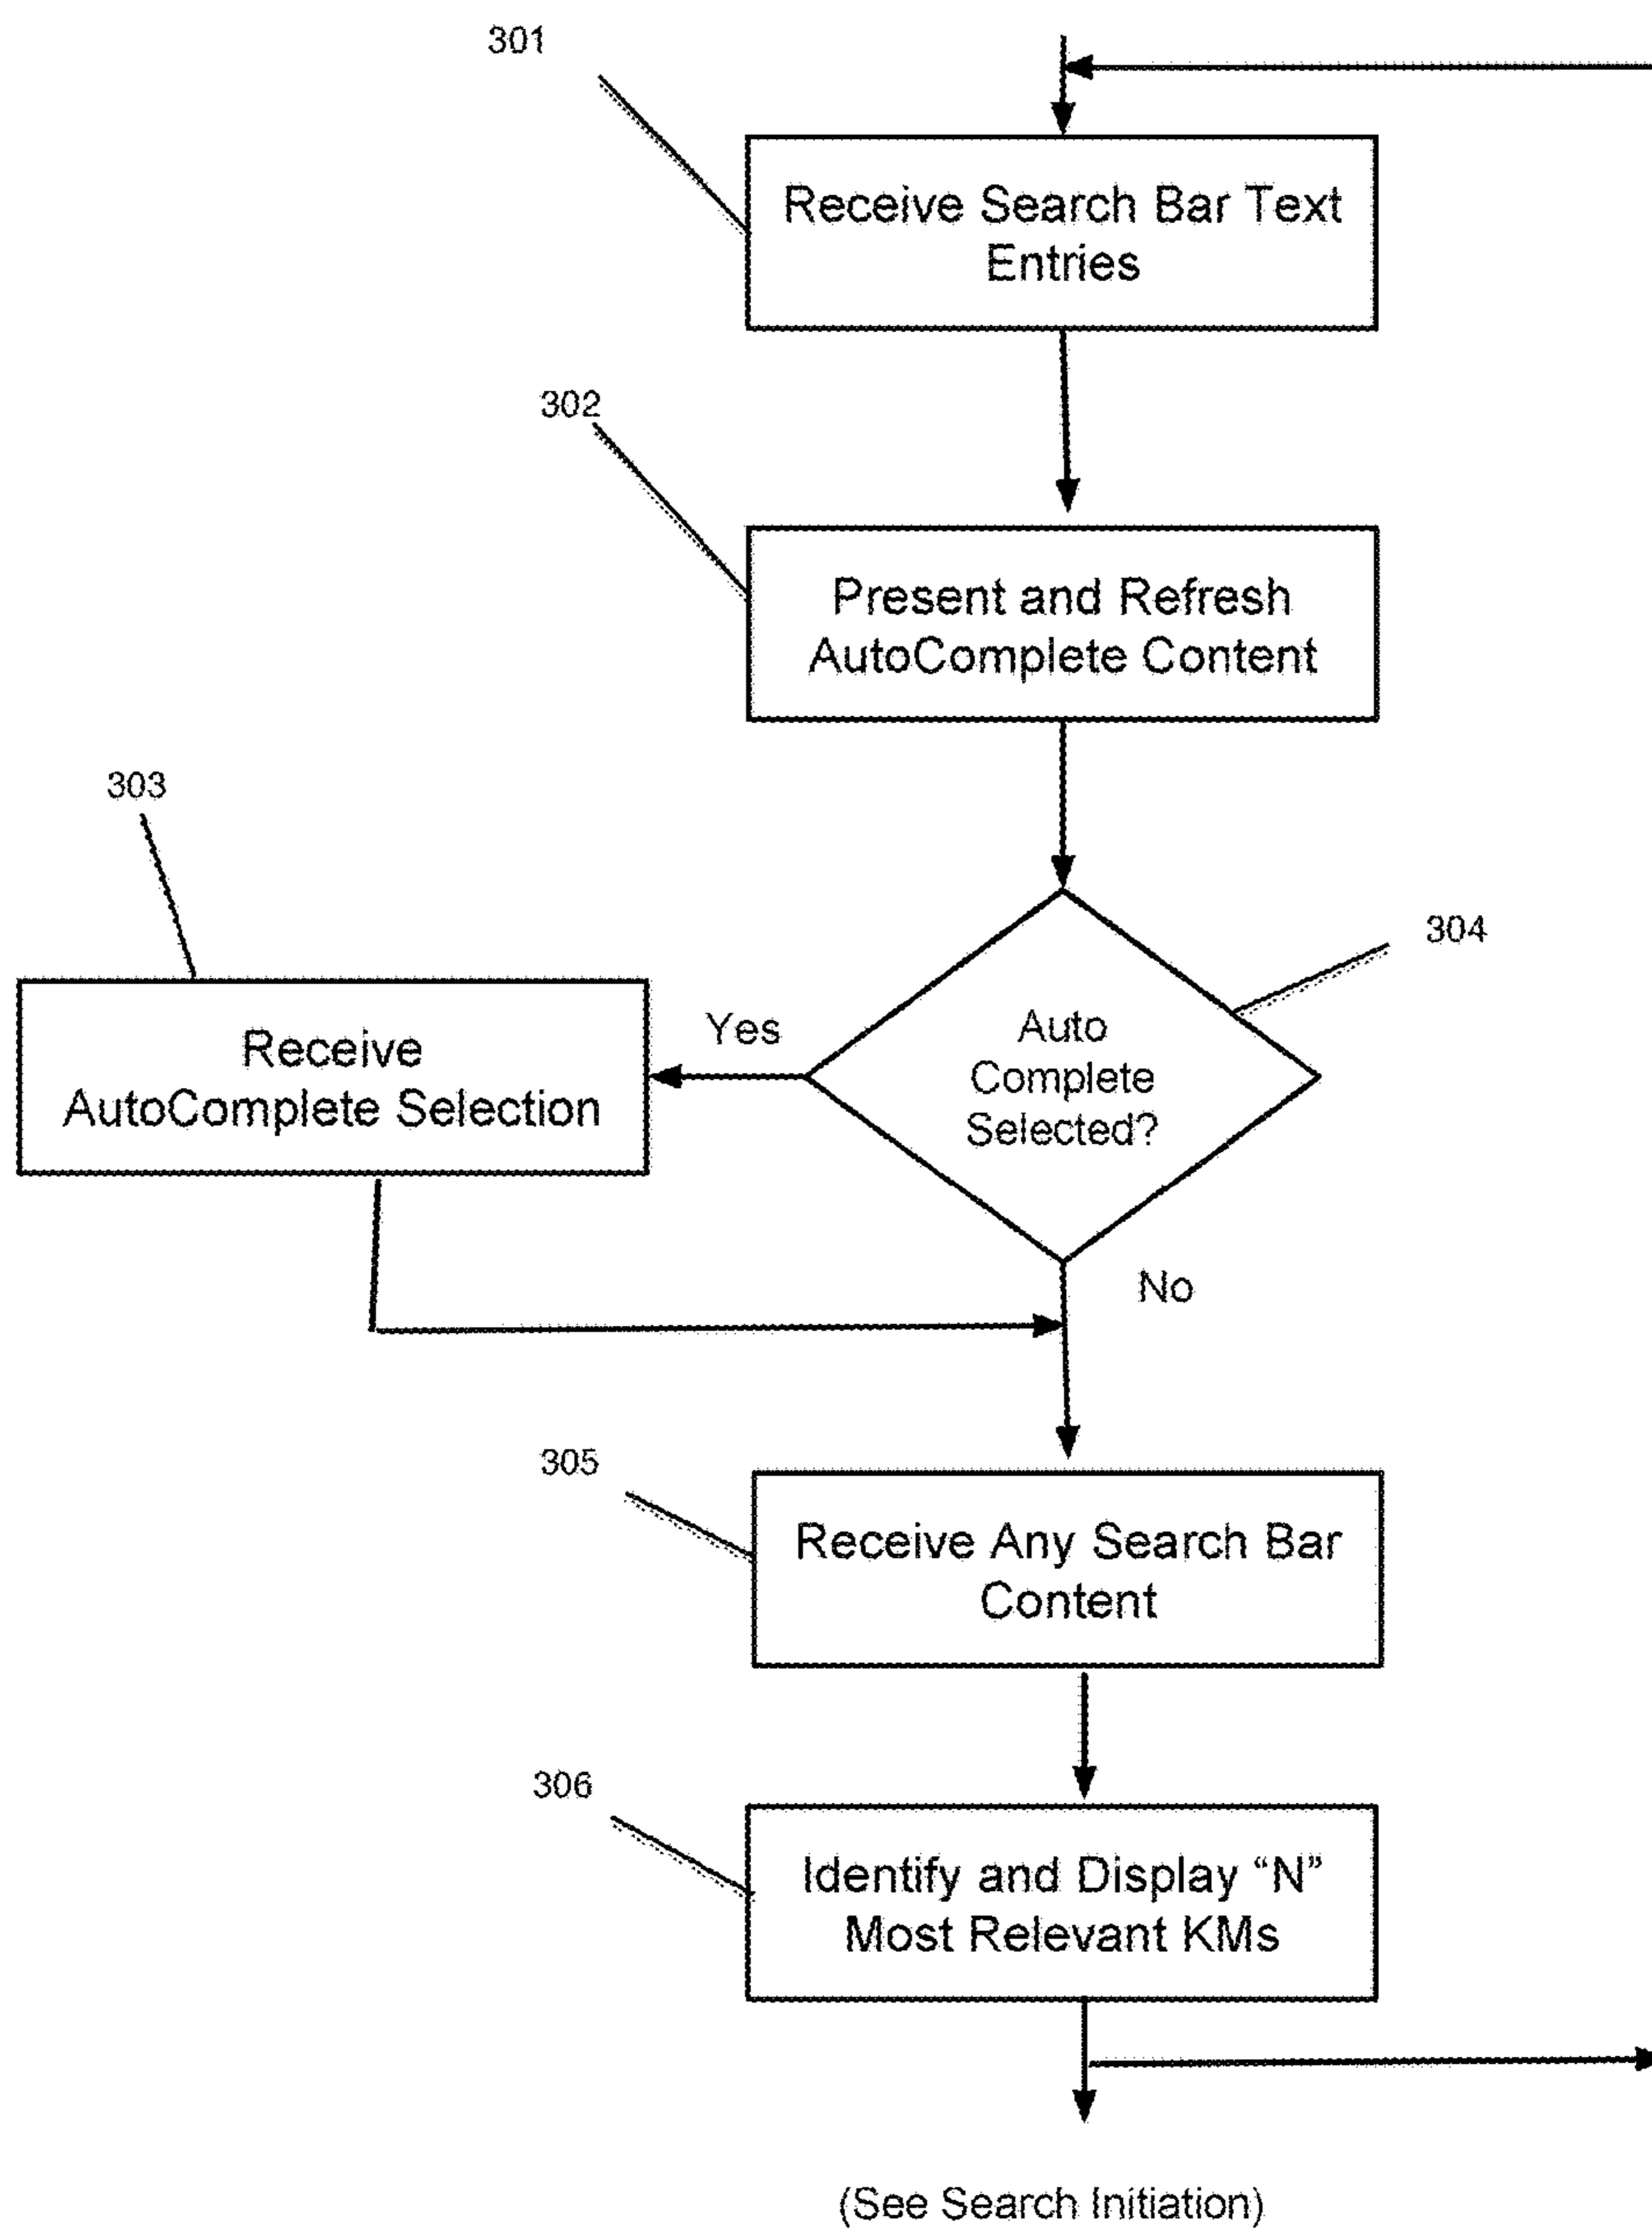 301
Receive Search Bar Text
Entries
302
Present and Refresh
AutoComplete Content
303
304
Receive
AutoComplete Selection
Yes
Auto
Complete
Selected?
No
305
Receive Any Search Bar
Content
306
Identify and Display “N”
Most Relevant KMs
(See Search Initiation)